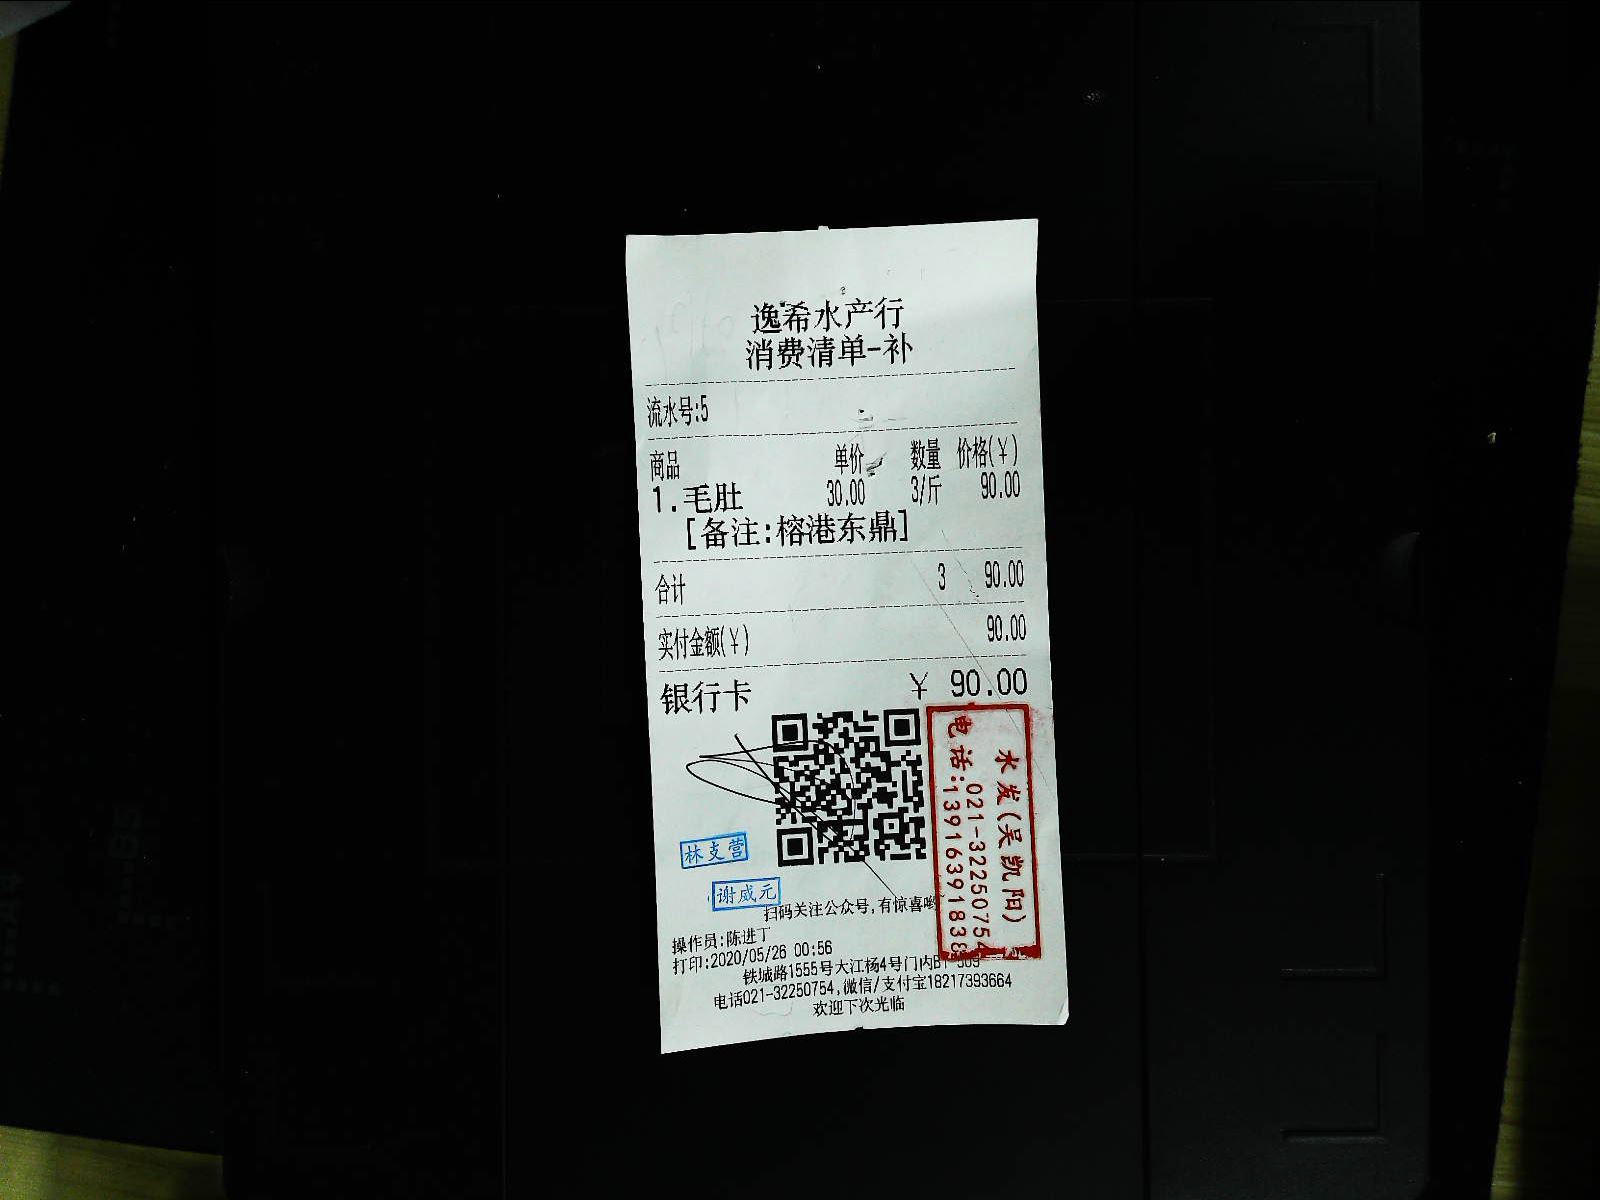 逸希水产行
消费清单-补
流水号:5
商品 单价 数量 价格(￥)
1.毛肚 30.00 3/斤 90.00
[备注:榕港东鼎]
合计 3 90.00
实付金额(￥) 90.00
银行卡 ￥ 90.00
水发(吴凯阳)
021-32250754
电话:13916391838
林支营
谢威元
扫码关注公众号,有惊喜哟
操作员:陈进丁
打印:2020/05/26 00:56
铁城路1555号大江杨4号门内B1 309
电话021-32250754,微信/支付宝18217393664
欢迎下次光临